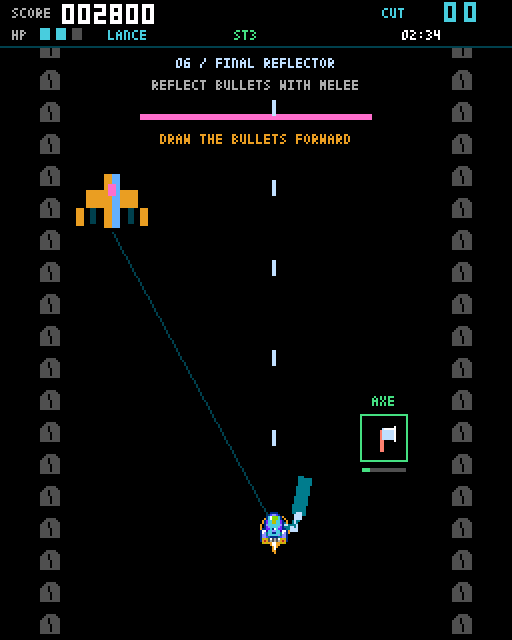 SCORE 002800 CUT 00
HP LANCE ST3 02:34
06 / FINAL REFLECTOR
REFLECT BULLETS WITH MELEE
DRAW THE BULLETS FORWARD
AXE